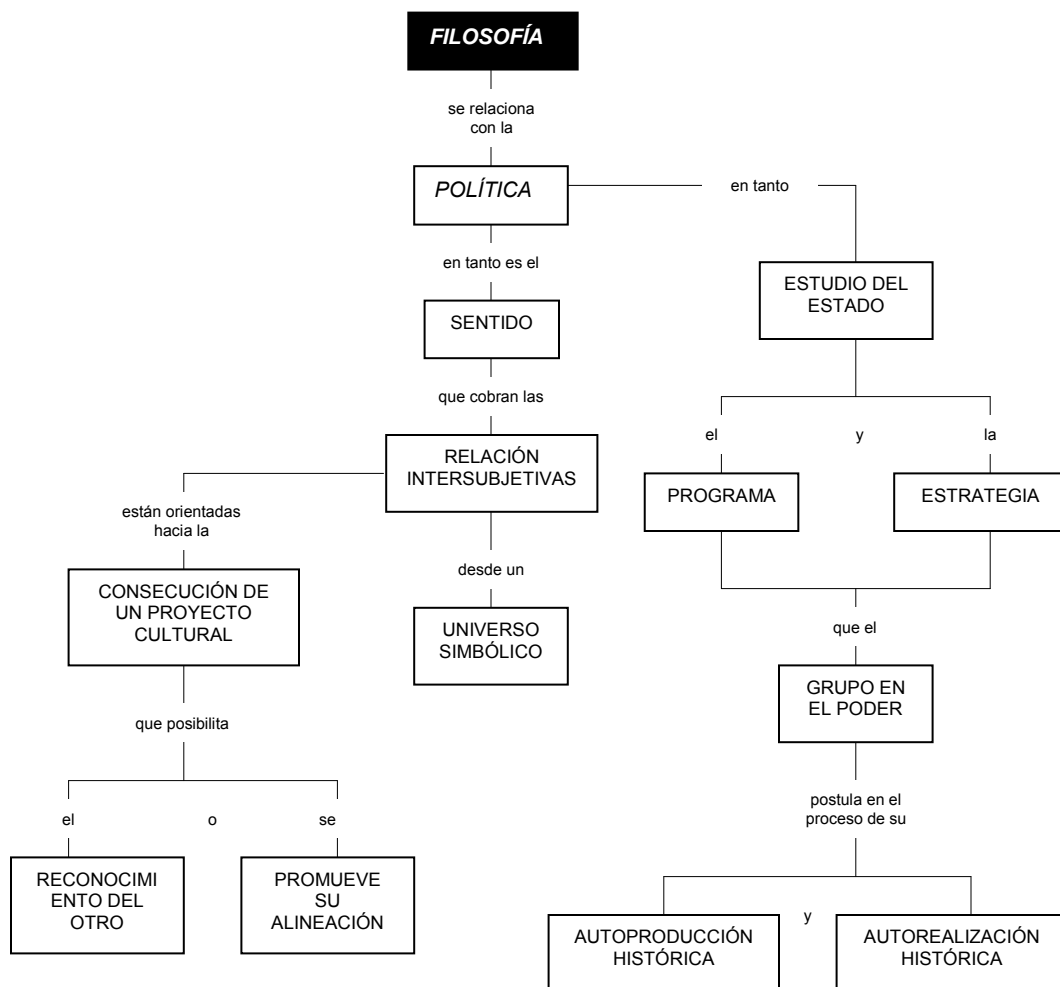 FILOSOFÍA
se relaciona
con la
POLÍTICA
en tanto
en tanto es el
ESTUDIO DEL
ESTADO
SENTIDO
que cobran las
el
y
la
RELACIÓN
INTERSUBJETIVAS
PROGRAMA
ESTRATEGIA
están orientadas
hacia la
desde un
CONSECUCIÓN DE
UN PROYECTO
CULTURAL
UNIVERSO
SIMBÓLICO
que el
GRUPO EN
EL PODER
que posibilita
postula en el
proceso de su
el
o
se
RECONOCIMI
ENTO DEL
OTRO
PROMUEVE
SU
ALINEACIÓN
y
AUTOPRODUCCIÓN
HISTÓRICA
AUTOREALIZACIÓN
HISTÓRICA